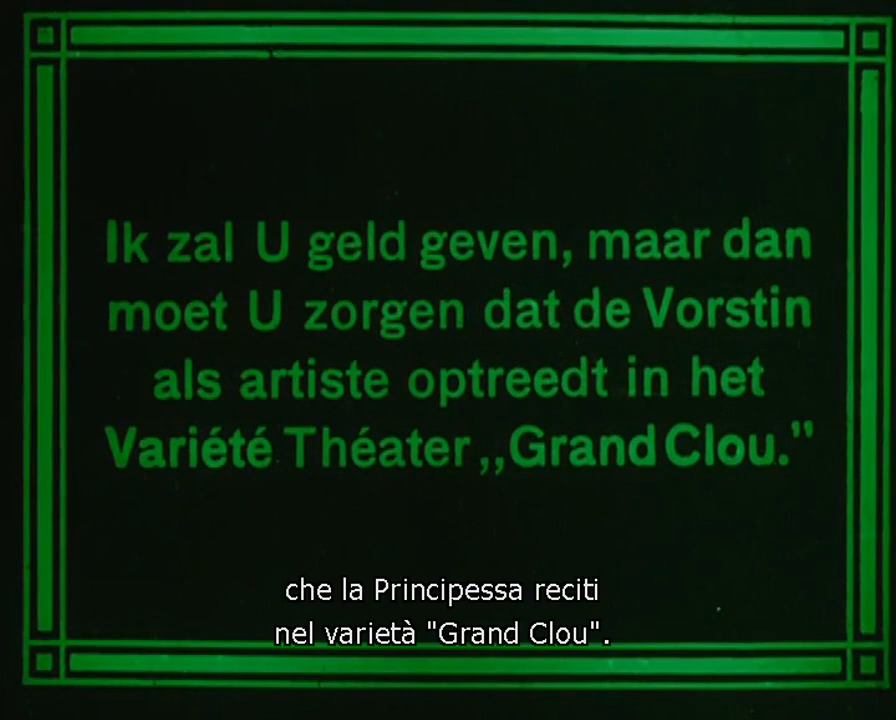 Ik zal U geld geven, maar dan
moet U zorgen dat de Vorstin
als artiste optreedt in het
Variété Théater „Grand Clou."
che la Principessa reciti
nel varietà "Grand Clou".